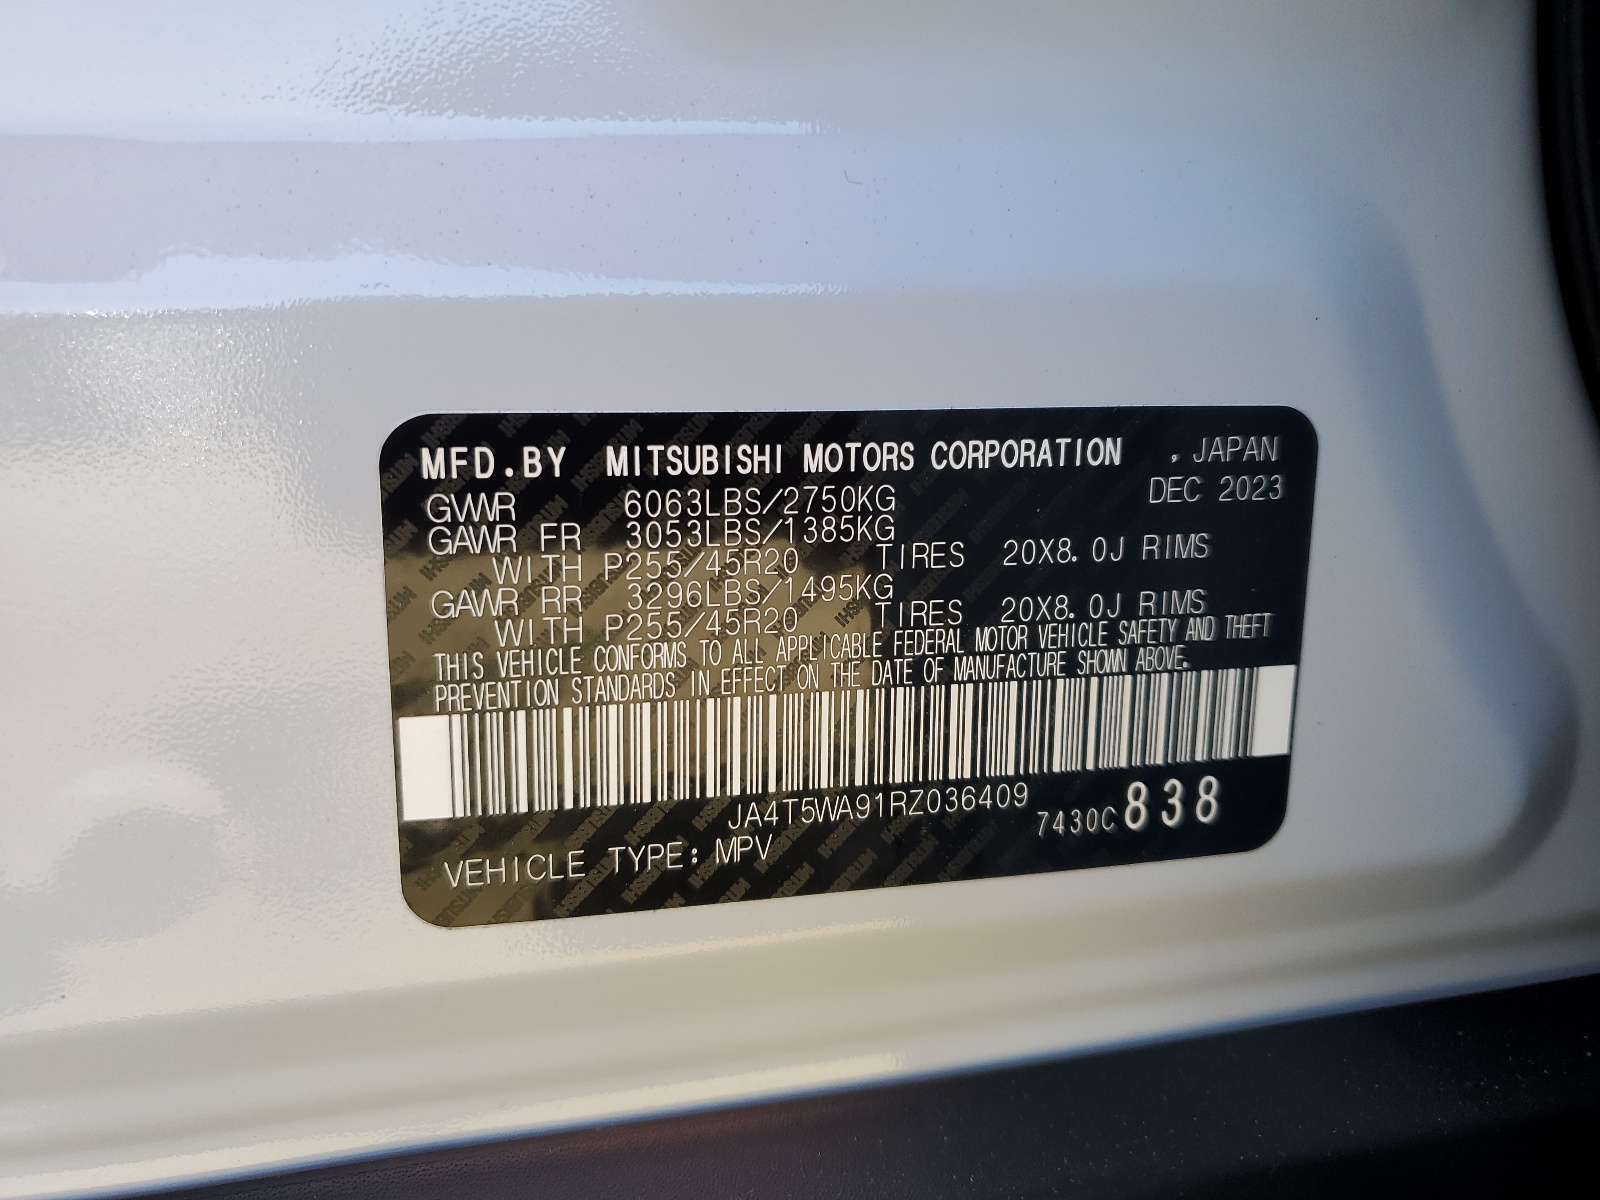 MFD.BY MITSUBISHI MOTORS CORPORATION , JAPAN
GVWR 6063LBS/2750KG DEC 2023
GAWR FR 3053LBS/1385KG
WITH P255/45R20 TIRES 20X8.0J RIMS
GAWR RR 3296LBS/1495KG
WITH P255/45R20 TIRES 20X8.0J RIMS
THIS VEHICLE CONFORMS TO ALL APPLICABLE FEDERAL MOTOR VEHICLE SAFETY AND THEFT
PREVENTION STANDARDS IN EFFECT ON THE DATE OF MANUFACTURE SHOWN ABOVE.
JA4T5WA91RZ036409 7430C 838
VEHICLE TYPE: MPV